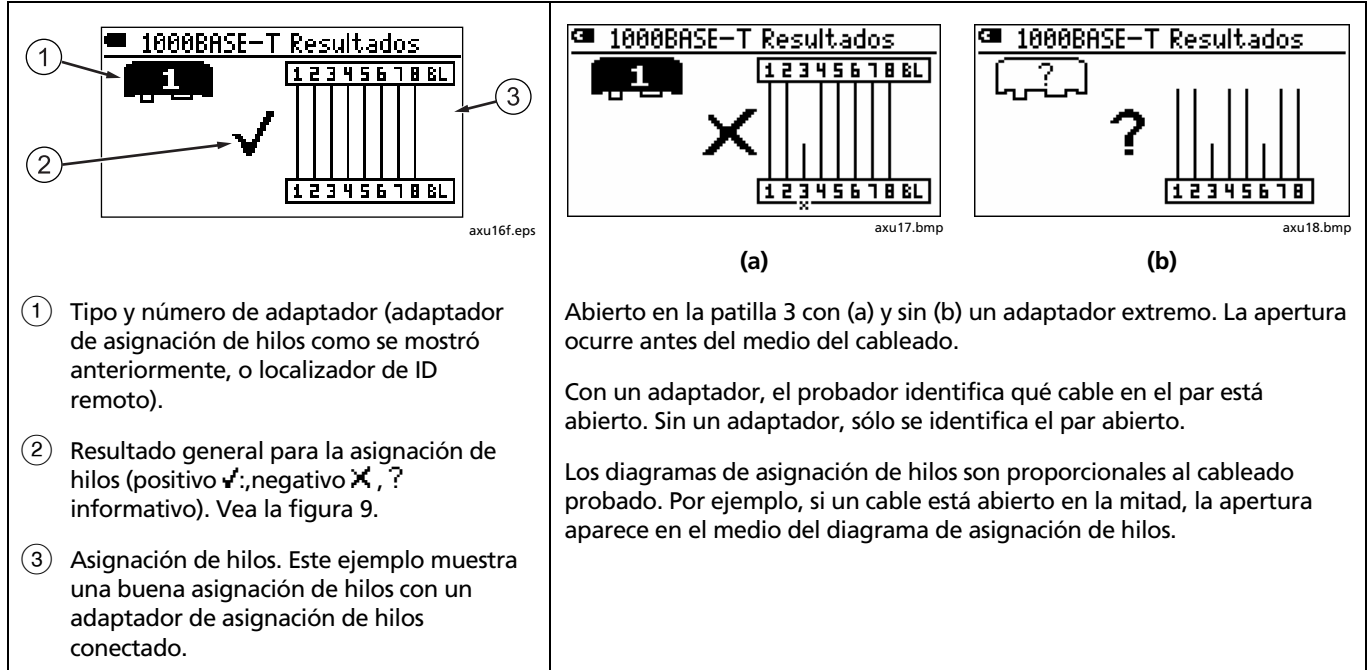 1
2
3
1000BASE-T Resultados
1
1 2 3 4 5 6 7 8 BL
1 2 3 4 5 6 7 8 BL
axu16f.eps
1 Tipo y número de adaptador (adaptador
de asignación de hilos como se mostró
anteriormente, o localizador de ID
remoto).
2 Resultado general para la asignación de
hilos (positivo ✓:,negativo ✗, ?
informativo). Vea la figura 9.
3 Asignación de hilos. Este ejemplo muestra
una buena asignación de hilos con un
adaptador de asignación de hilos
conectado.
1000BASE-T Resultados
1
1 2 3 4 5 6 7 8 BL
1 2 3 4 5 6 7 8 BL
x
axu17.bmp
(a)
1000BASE-T Resultados
?
?
1 2 3 4 5 6 7 8
axu18.bmp
(b)
Abierto en la patilla 3 con (a) y sin (b) un adaptador extremo. La apertura
ocurre antes del medio del cableado.
Con un adaptador, el probador identifica qué cable en el par está
abierto. Sin un adaptador, sólo se identifica el par abierto.
Los diagramas de asignación de hilos son proporcionales al cableado
probado. Por ejemplo, si un cable está abierto en la mitad, la apertura
aparece en el medio del diagrama de asignación de hilos.